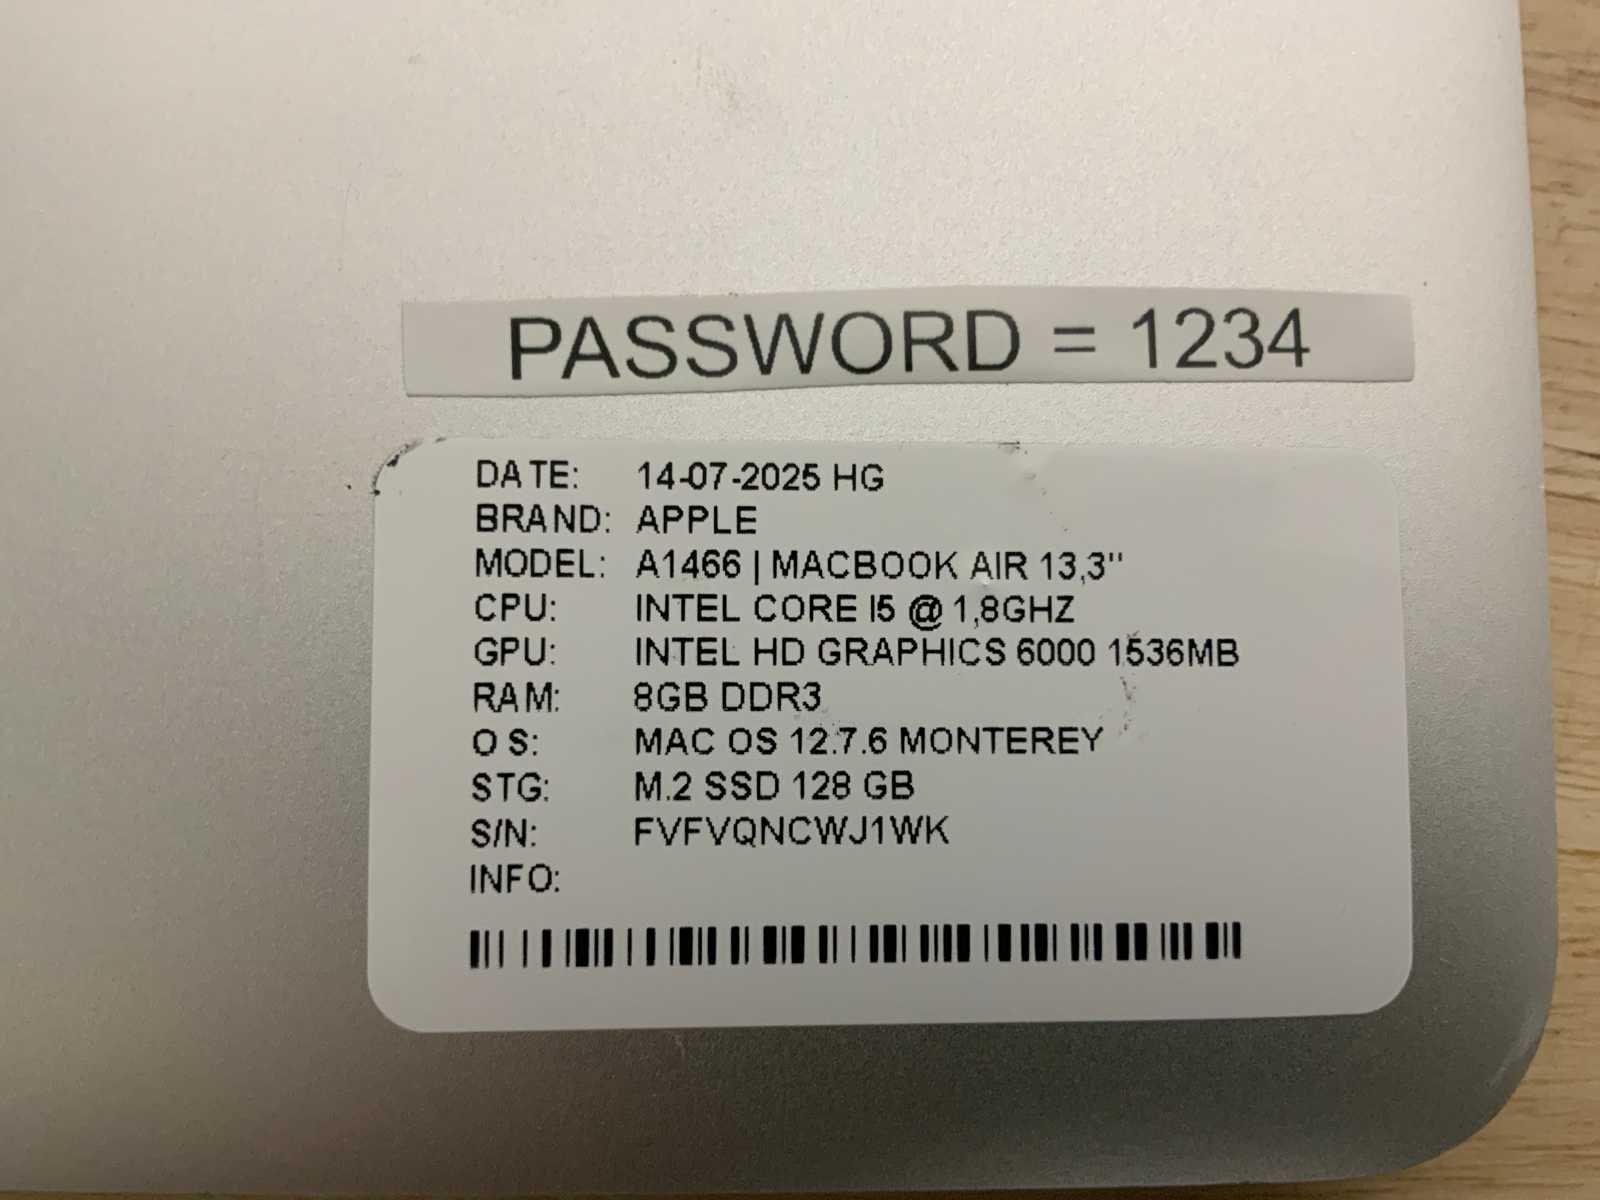 PASSWORD = 1234
DATE: 14-07-2025 HG
BRAND: APPLE
MODEL: A1466 | MACBOOK AIR 13,3"
CPU: INTEL CORE I5 @ 1,8GHZ
GPU: INTEL HD GRAPHICS 6000 1536MB
RAM: 8GB DDR3
OS: MAC OS 12.7.6 MONTEREY
STG: M.2 SSD 128 GB
S/N: FVFVQNCWJ1WK
INFO: